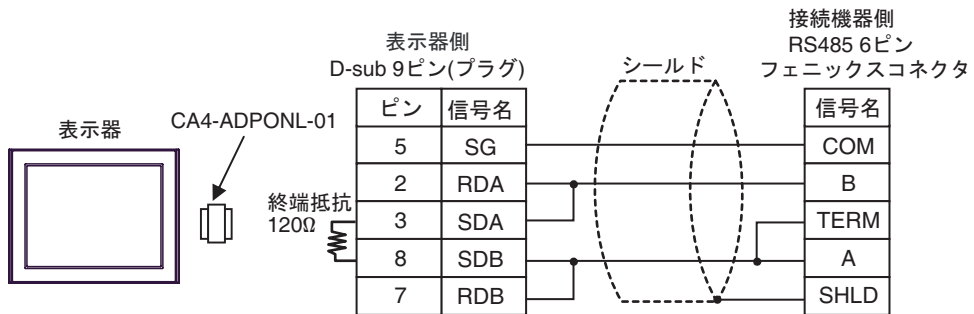 接続機器側
RS485 6ピン
フェニックスコネクタ
表示器側
D-sub 9ピン(プラグ)
シールド
表示器
CA4-ADPONL-01
終端抵抗
120Ω
ピン 信号名
5 SG
2 RDA
3 SDA
8 SDB
7 RDB
信号名
COM
B
TERM
A
SHLD